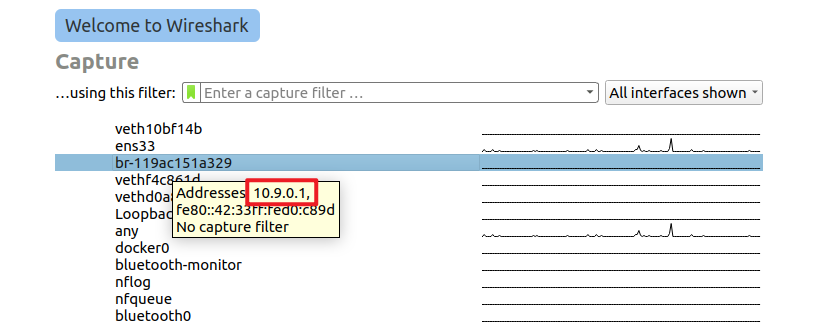 Welcome to Wireshark
Capture
...using this filter: Enter a capture filter ... All interfaces shown
veth10bf14b
ens33
br-119ac151a329
vethf4c861d
Addresses 10.9.0.1,
vethd0a
fe80::42:33ff:fed0:c89d
Loopbac
No capture filter
any
docker0
bluetooth-monitor
nflog
nfqueue
bluetooth0